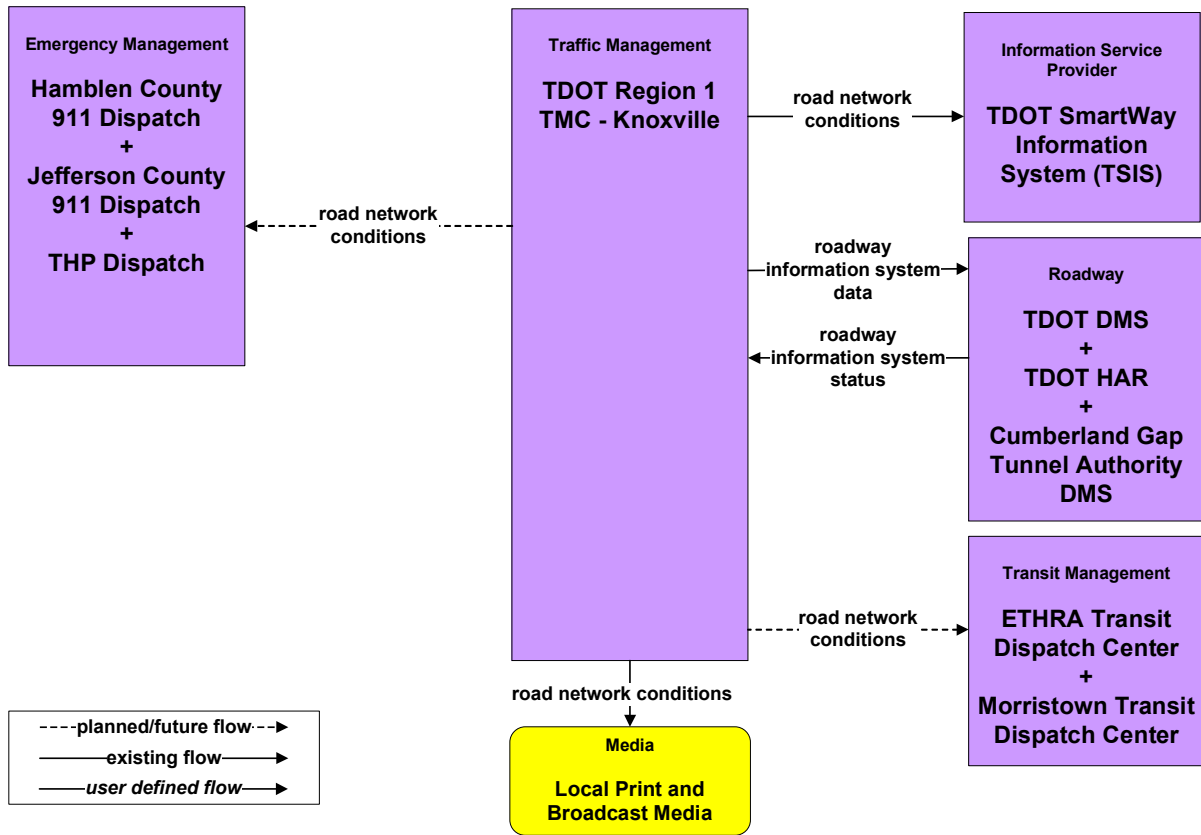 Emergency Management
Hamblen County
911 Dispatch
+
Jefferson County
911 Dispatch
+
THP Dispatch
road network
conditions
Traffic Management
TDOT Region 1
TMC - Knoxville
road network
conditions
Information Service
Provider
TDOT SmartWay
Information
System (TSIS)
roadway
information system
data
roadway
information system
status
Roadway
TDOT DMS
+
TDOT HAR
+
Cumberland Gap
Tunnel Authority
DMS
road network
conditions
Transit Management
ETHRA Transit
Dispatch Center
+
Morristown Transit
Dispatch Center
road network conditions
Media
Local Print and
Broadcast Media
planned/future flow
existing flow
user defined flow